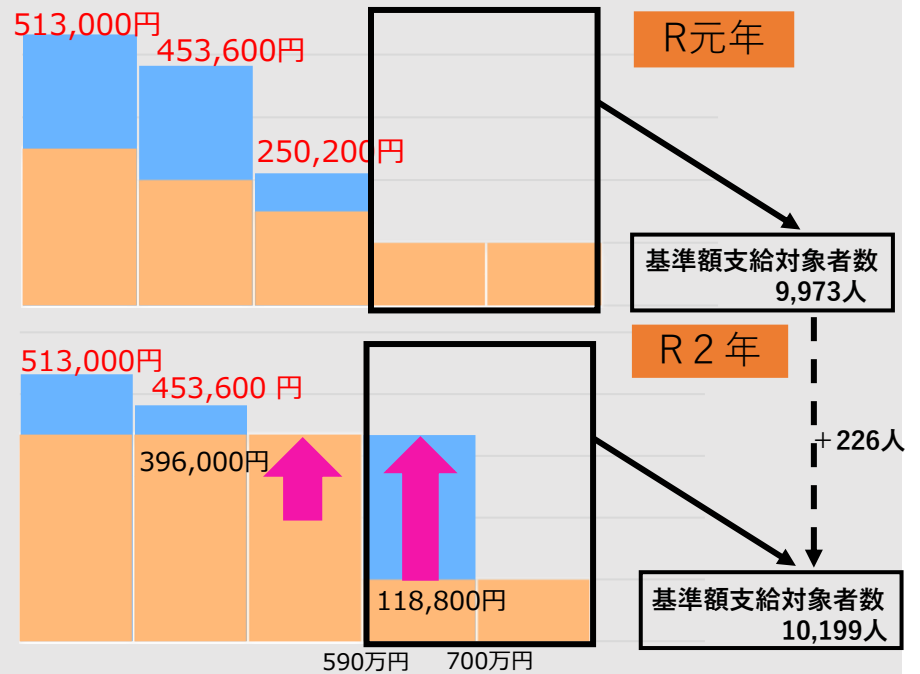 R元年
513,000円
453,600円
250,200円
基準額支給対象者数
9,973人
R２年
513,000円
453,600 円
396,000円
118,800円
＋226人
基準額支給対象者数
10,199人
590万円
700万円